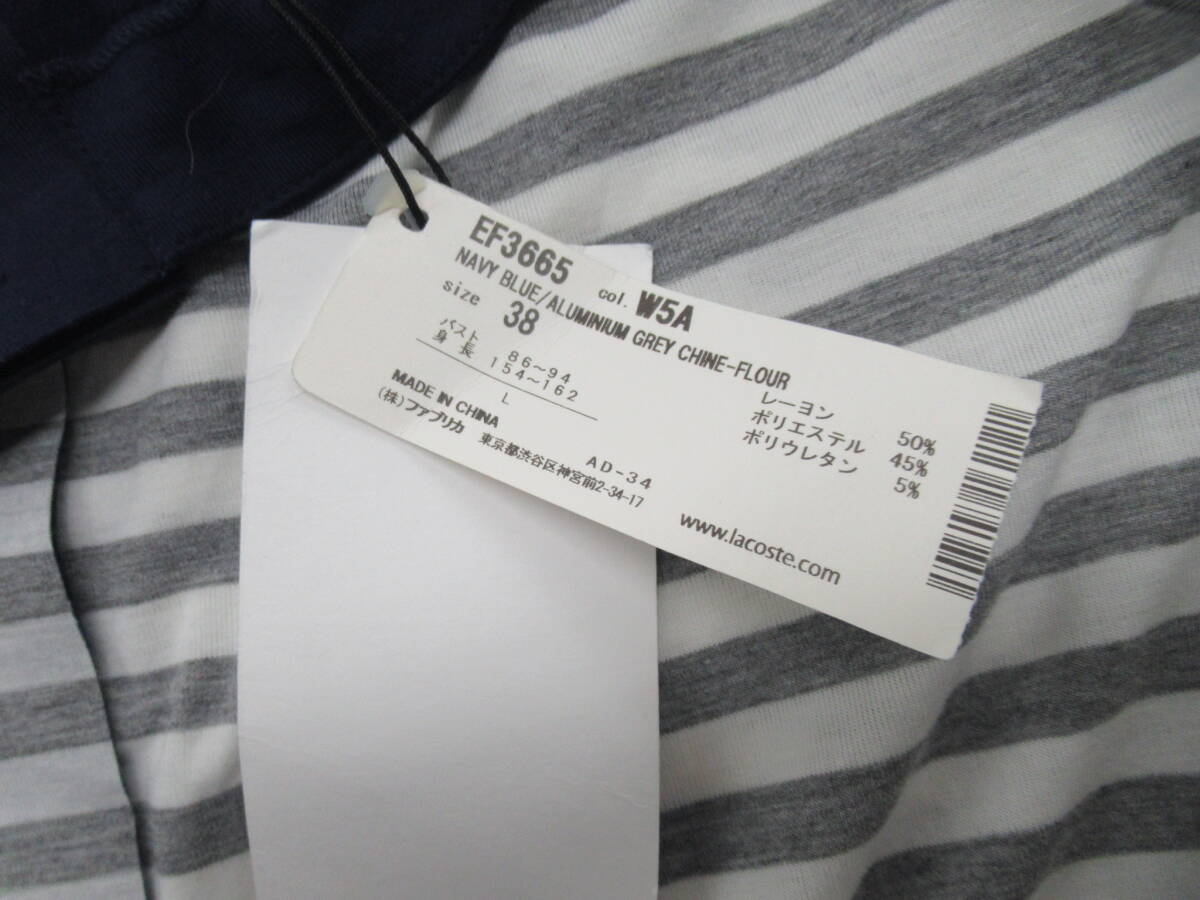 EF3665 col. W5A
NAVY BLUE/ALUMINIUM GREY CHINE-FLOUR
size 38
バスト 86~94
身長 154~162
L
レーヨン 50%
ポリエステル 45%
ポリウレタン 5%
MADE IN CHINA
(株)ファブリカ AD-34
東京都渋谷区神宮前2-34-17
www.lacoste.com